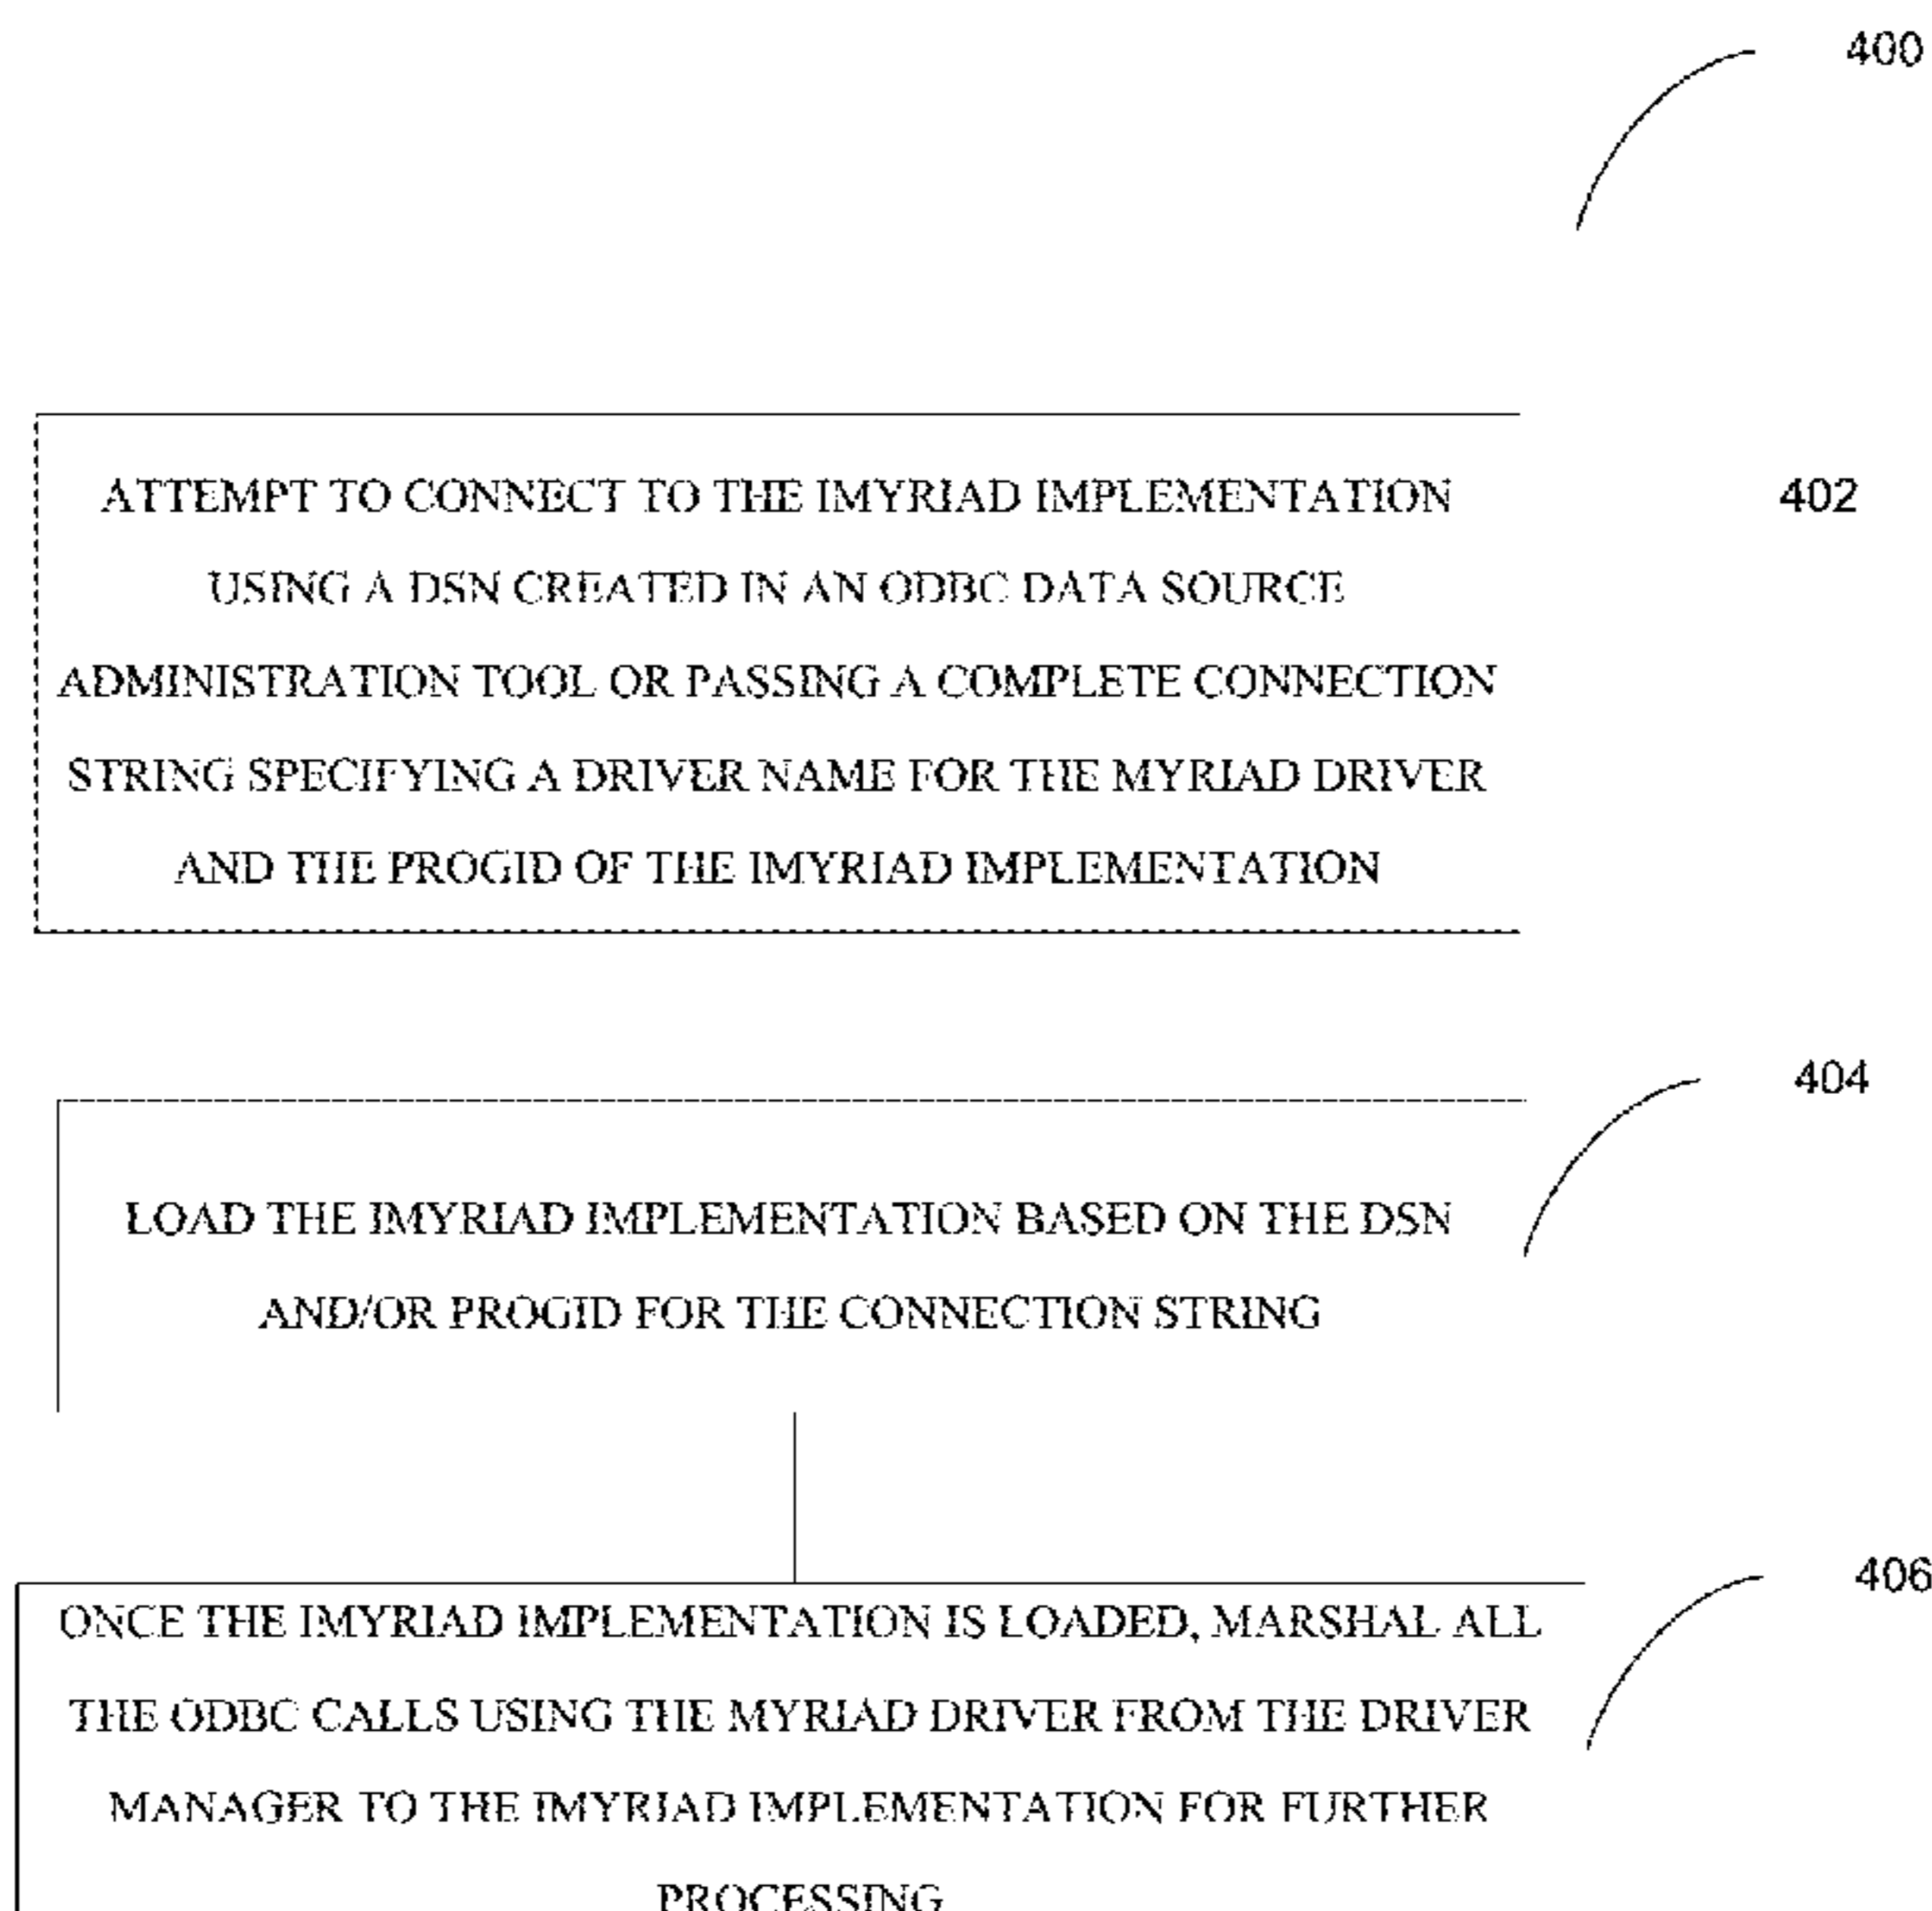 400
ATTEMPT TO CONNECT TO THE IMYRIAD IMPLEMENTATION
402
USING A DSN CREATED IN AN ODBC DATA SOURCE
ADMINISTRATION TOOL OR PASSING A COMPLETE CONNECTION
STRING SPECIFYING A DRIVER NAME FOR THE MYRIAD DRIVER
AND THE PROGID OF THE IMYRIAD IMPLEMENTATION
404
LOAD THE IMYRIAD IMPLEMENTATION BASED ON THE DSN
AND/OR PROGID FOR THE CONNECTION STRING
406
ONCE THE IMYRIAD IMPLEMENTATION IS LOADED, MARSHAL ALL
THE ODBC CALLS USING THE MYRIAD DRIVER FROM THE DRIVER
MANAGER TO THE IMYRIAD IMPLEMENTATION FOR FURTHER
PROCESSING